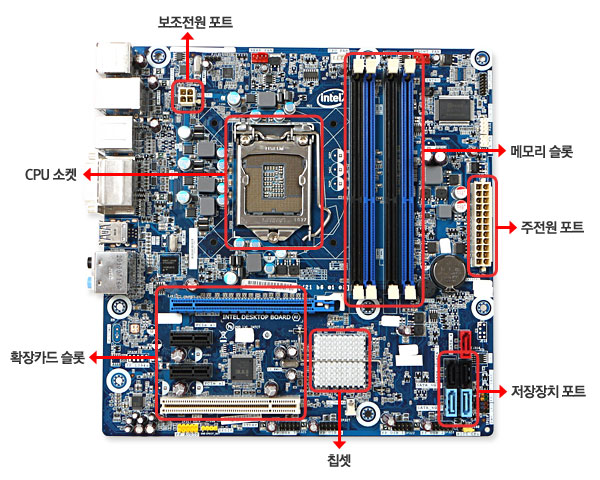 보조전원 포트
intel
메모리 슬롯
CPU 소켓
주전원 포트
INTEL DESKTOP BOARD
확장카드 슬롯
저장장치 포트
칩셋